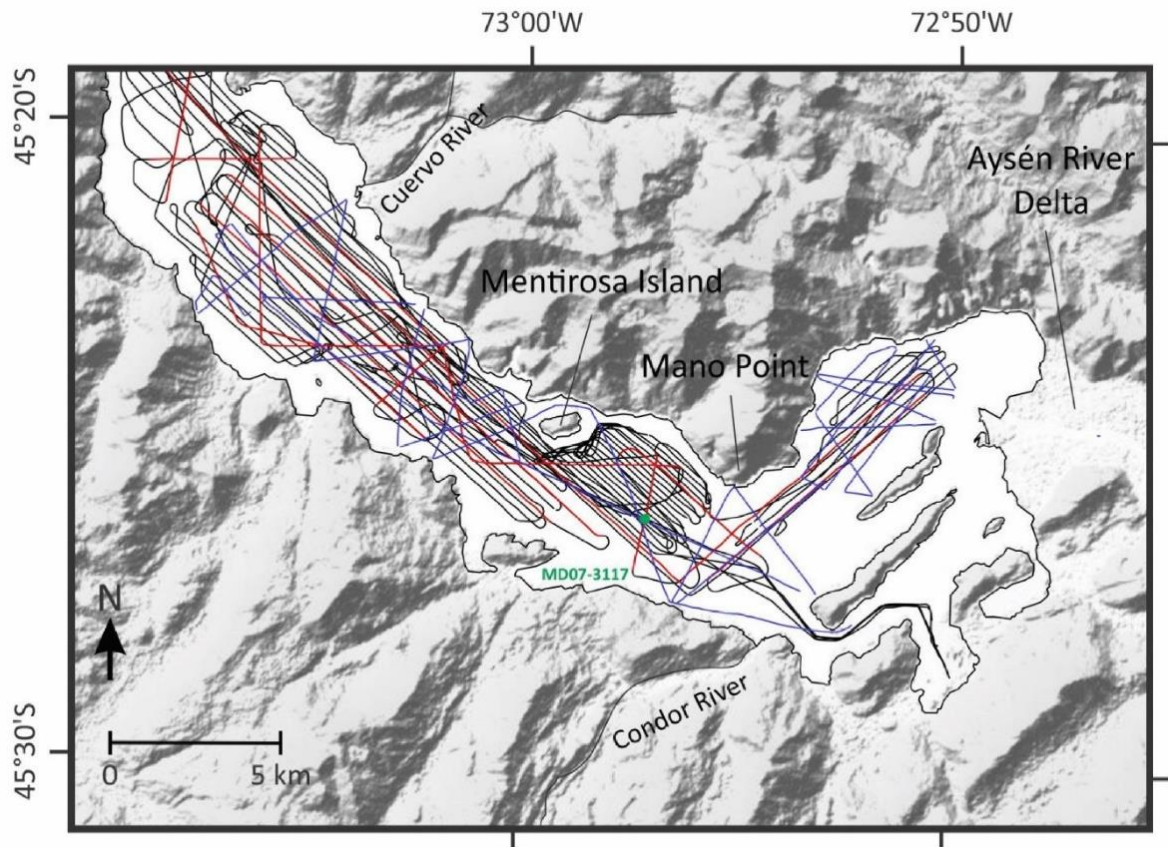 73°00'W
72°50'W
45°20'S
Cuervo River
Aysén River
Delta
Mentirosa Island
Mano Point
MD07-3117
N
Condor River
45°30'S
0
5 km